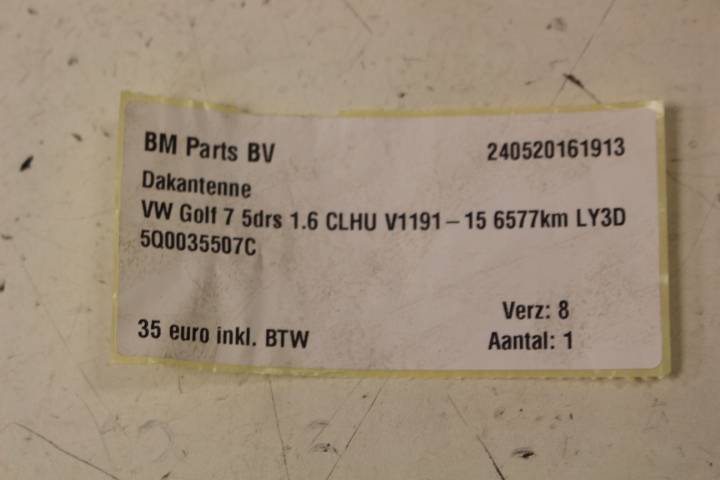 BM Parts BV 240520161913
Dakantenne
VW Golf 7 5drs 1.6 CLHU V1191-15 6577km LY3D
5Q0035507C
Verz: 8
35 euro inkl. BTW Aantal: 1